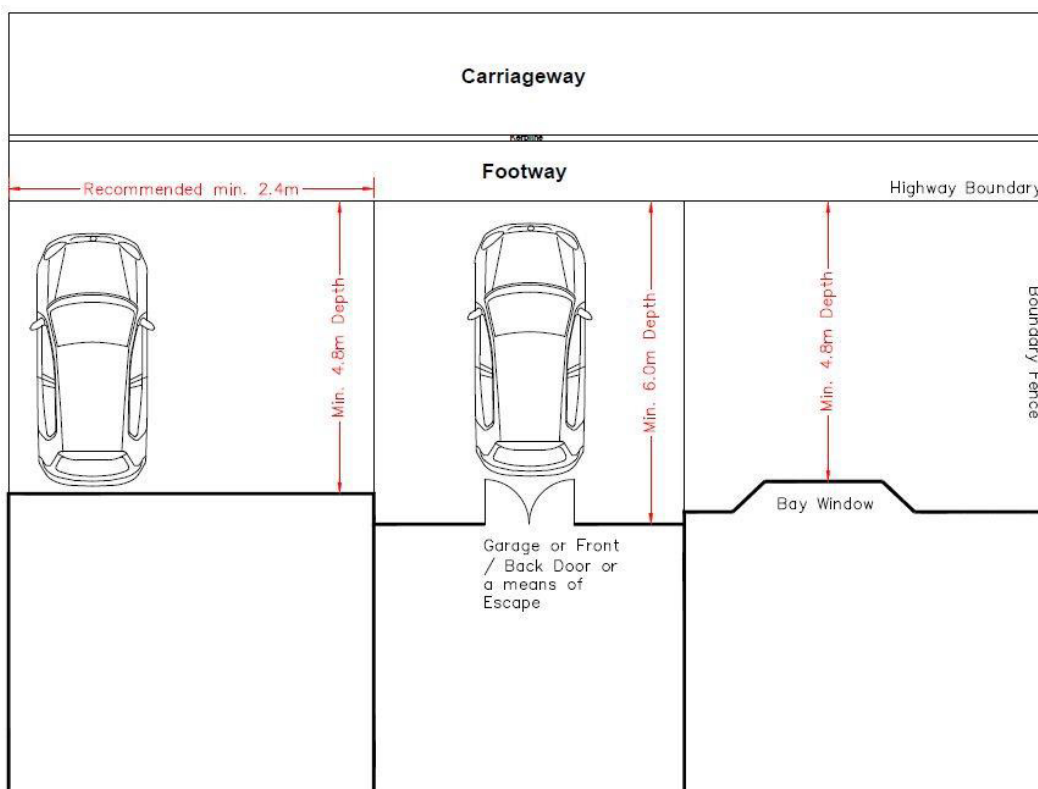 Carriageway
Kerbline
Footway
Recommended min. 2.4m
Highway Boundary
Min. 4.8m Depth
Min. 6.0m Depth
Min. 4.8m Depth
Boundary Fence
Bay Window
Garage or Front
/ Back Door or
a means of
Escape